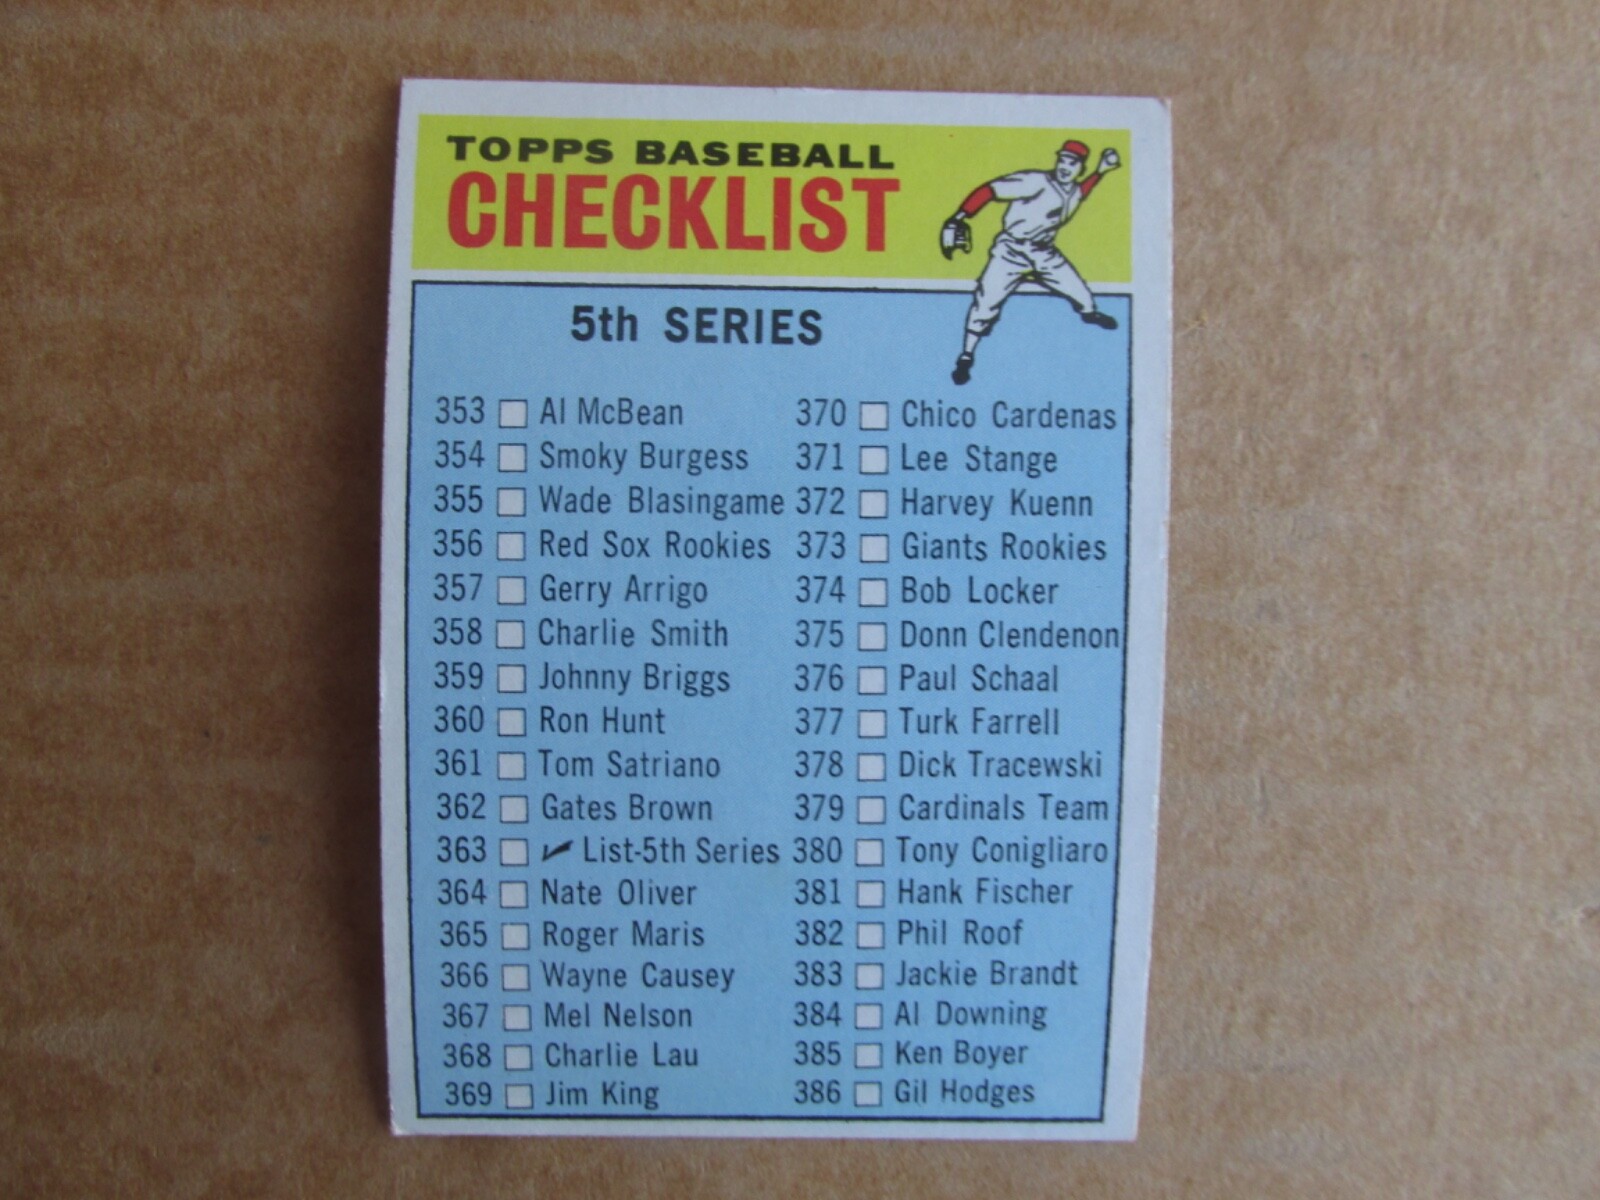 TOPPS BASEBALL
CHECKLIST
5th SERIES
353 Al McBean
354 Smoky Burgess
355 Wade Blasingame
356 Red Sox Rookies
357 Gerry Arrigo
358 Charlie Smith
359 Johnny Briggs
360 Ron Hunt
361 Tom Satriano
362 Gates Brown
363 ✓ List-5th Series
364 Nate Oliver
365 Roger Maris
366 Wayne Causey
367 Mel Nelson
368 Charlie Lau
369 Jim King
370 Chico Cardenas
371 Lee Stange
372 Harvey Kuenn
373 Giants Rookies
374 Bob Locker
375 Donn Clendenon
376 Paul Schaal
377 Turk Farrell
378 Dick Tracewski
379 Cardinals Team
380 Tony Conigliaro
381 Hank Fischer
382 Phil Roof
383 Jackie Brandt
384 Al Downing
385 Ken Boyer
386 Gil Hodges